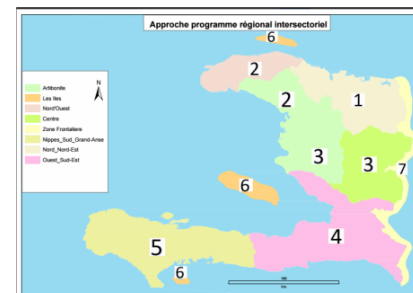 Approche programme régional intersectoriel
6
2
N
Artibonite
Les Iles
Nord'Ouest
Centre
Zone Frontalière
Nippes_Sud_Grand-Anse
Nord_Nord-Est
Ouest_Sud-Est
2
1
3
3
7
6
4
5
6